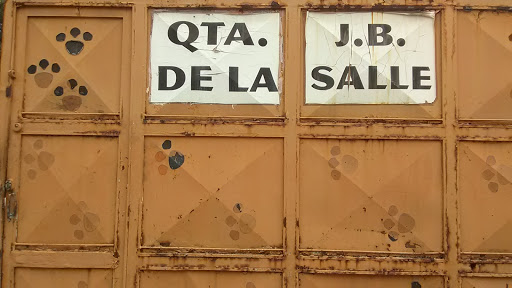 QTA. J.B.
DE LA SALLE